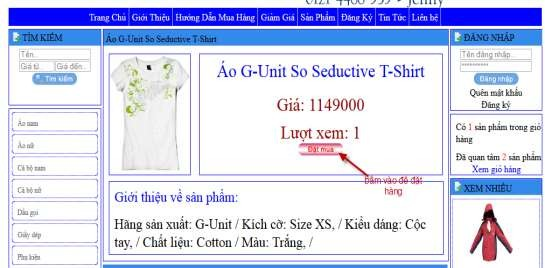 Trang Chủ Giới Thiệu Hướng Dẫn Mua Hàng Giảm Giá Sản Phẩm Đăng Ký Tin Tức Liên hệ
TÌM KIẾM
Tên...
Giá từ... Giá đến...
Tìm kiếm
Áo nam
Áo nữ
Cả bộ nam
Cả bộ nữ
Dầu gọi
Giày dép
Phụ kiện
Áo G-Unit So Seductive T-Shirt
Áo G-Unit So Seductive T-Shirt
Giá: 1149000
Lượt xem: 1
Đặt mua
bấm vào để đặt
hàng
Giới thiệu về sản phẩm:
Hãng sản xuất: G-Unit / Kích cỡ: Size XS, / Kiểu dáng: Cộc
tay, / Chất liệu: Cotton / Màu: Trắng, /
ĐĂNG NHẬP
Tên đăng nhập...
Đăng nhập
Quên mật khẩu
Đăng ký
Có 1 sản phẩm trong giỏ
hàng
Đã quan tâm 2 sản phẩm
Xem giỏ hàng
XEM NHIỀU